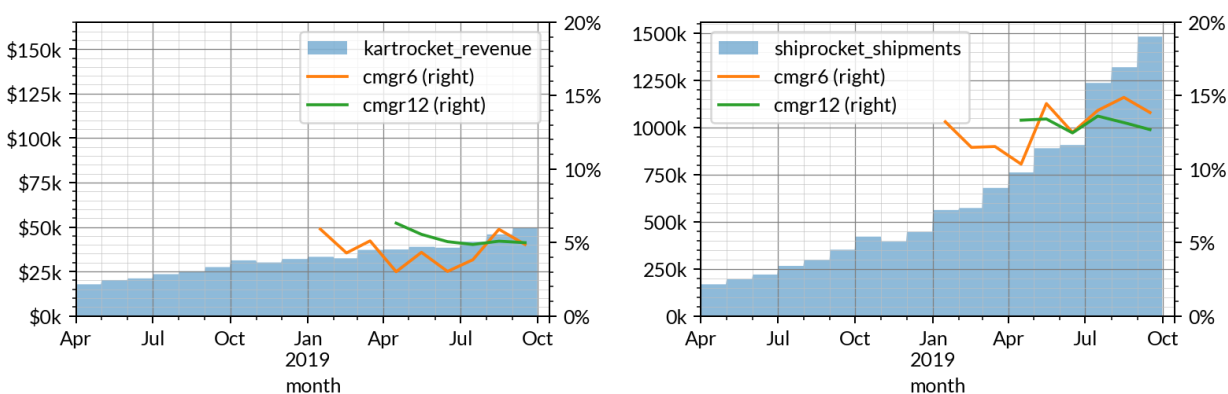 $150k
$125k
$100k
$75k
$50k
$25k
$0k
20%
15%
10%
5%
0%
kartrocket_revenue
cmgr6 (right)
cmgr12 (right)
Apr Jul Oct Jan Apr Jul Oct
2019
month
1500k
1250k
1000k
750k
500k
250k
0k
20%
15%
10%
5%
0%
shiprocket_shipments
cmgr6 (right)
cmgr12 (right)
Apr Jul Oct Jan Apr Jul Oct
2019
month